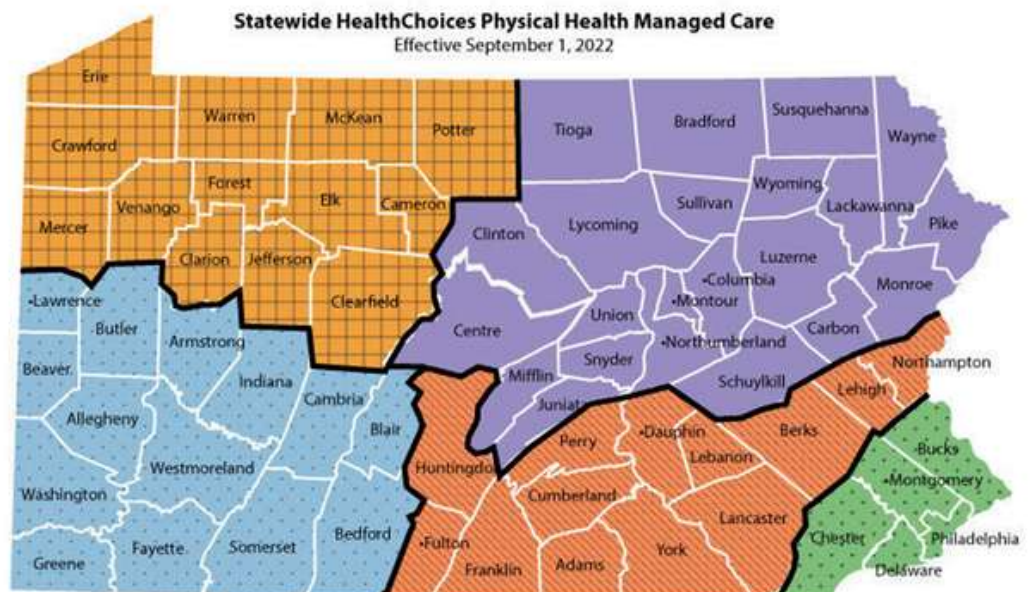 Statewide HealthChoices Physical Health Managed Care
Effective September 1, 2022
Erie
Warren
McKean
Potter
Crawford
Forest
Elk
Cameron
Venango
Mercer
Clarion
Jefferson
Clearfield
Tioga
Bradford
Susquehanna
Wayne
Wyoming
Sullivan
Lackawanna
Lycoming
Pike
Clinton
Luzerne
•Columbia
Monroe
•Montour
Union
Centre
Carbon
•Northumberland
Snyder
Mifflin
Schuylkill
Juniata
•Lawrence
Butler
Armstrong
Beaver
Indiana
Cambria
Allegheny
Blair
Westmoreland
Washington
Bedford
Fayette
Somerset
Greene
Northampton
Lehigh
Berks
•Dauphin
Perry
Lebanon
Huntingdo
Cumberland
Lancaster
•Fulton
York
Adams
Franklin
Bucks
•Montgomery
Chester
Philadelphia
Delaware